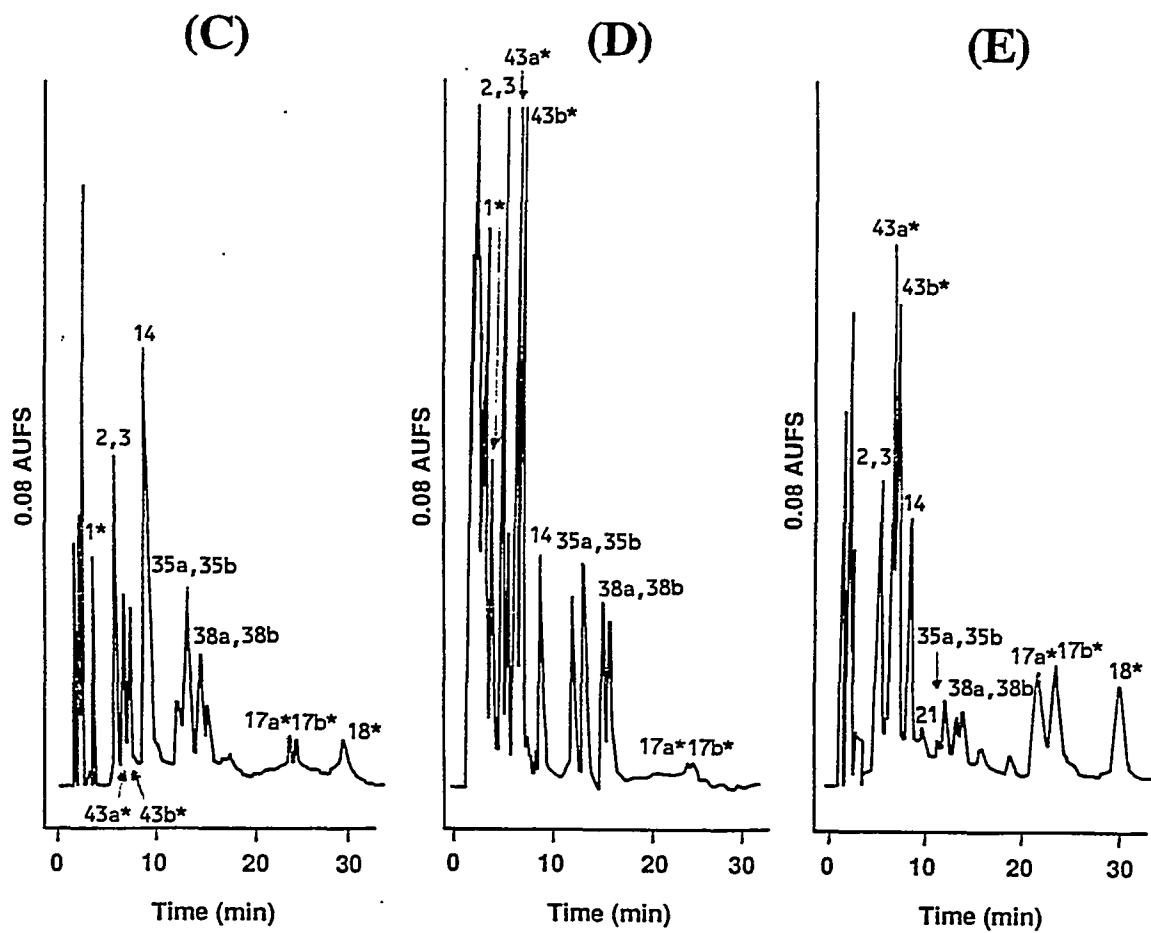 (C)
0.08 AUFS
1*
2,3
14
35a,35b
38a,38b
17a*17b*
18*
43a* 43b*
0 10 20 30
Time (min)
(D)
0.08 AUFS
43a*
2,3
43b*
1*
14 35a,35b
38a,38b
17a*17b*
0 10 20 30
Time (min)
(E)
0.08 AUFS
43a*
43b*
2,3
14
35a,35b
21
38a,38b
17a*17b*
18*
0 10 20 30
Time (min)